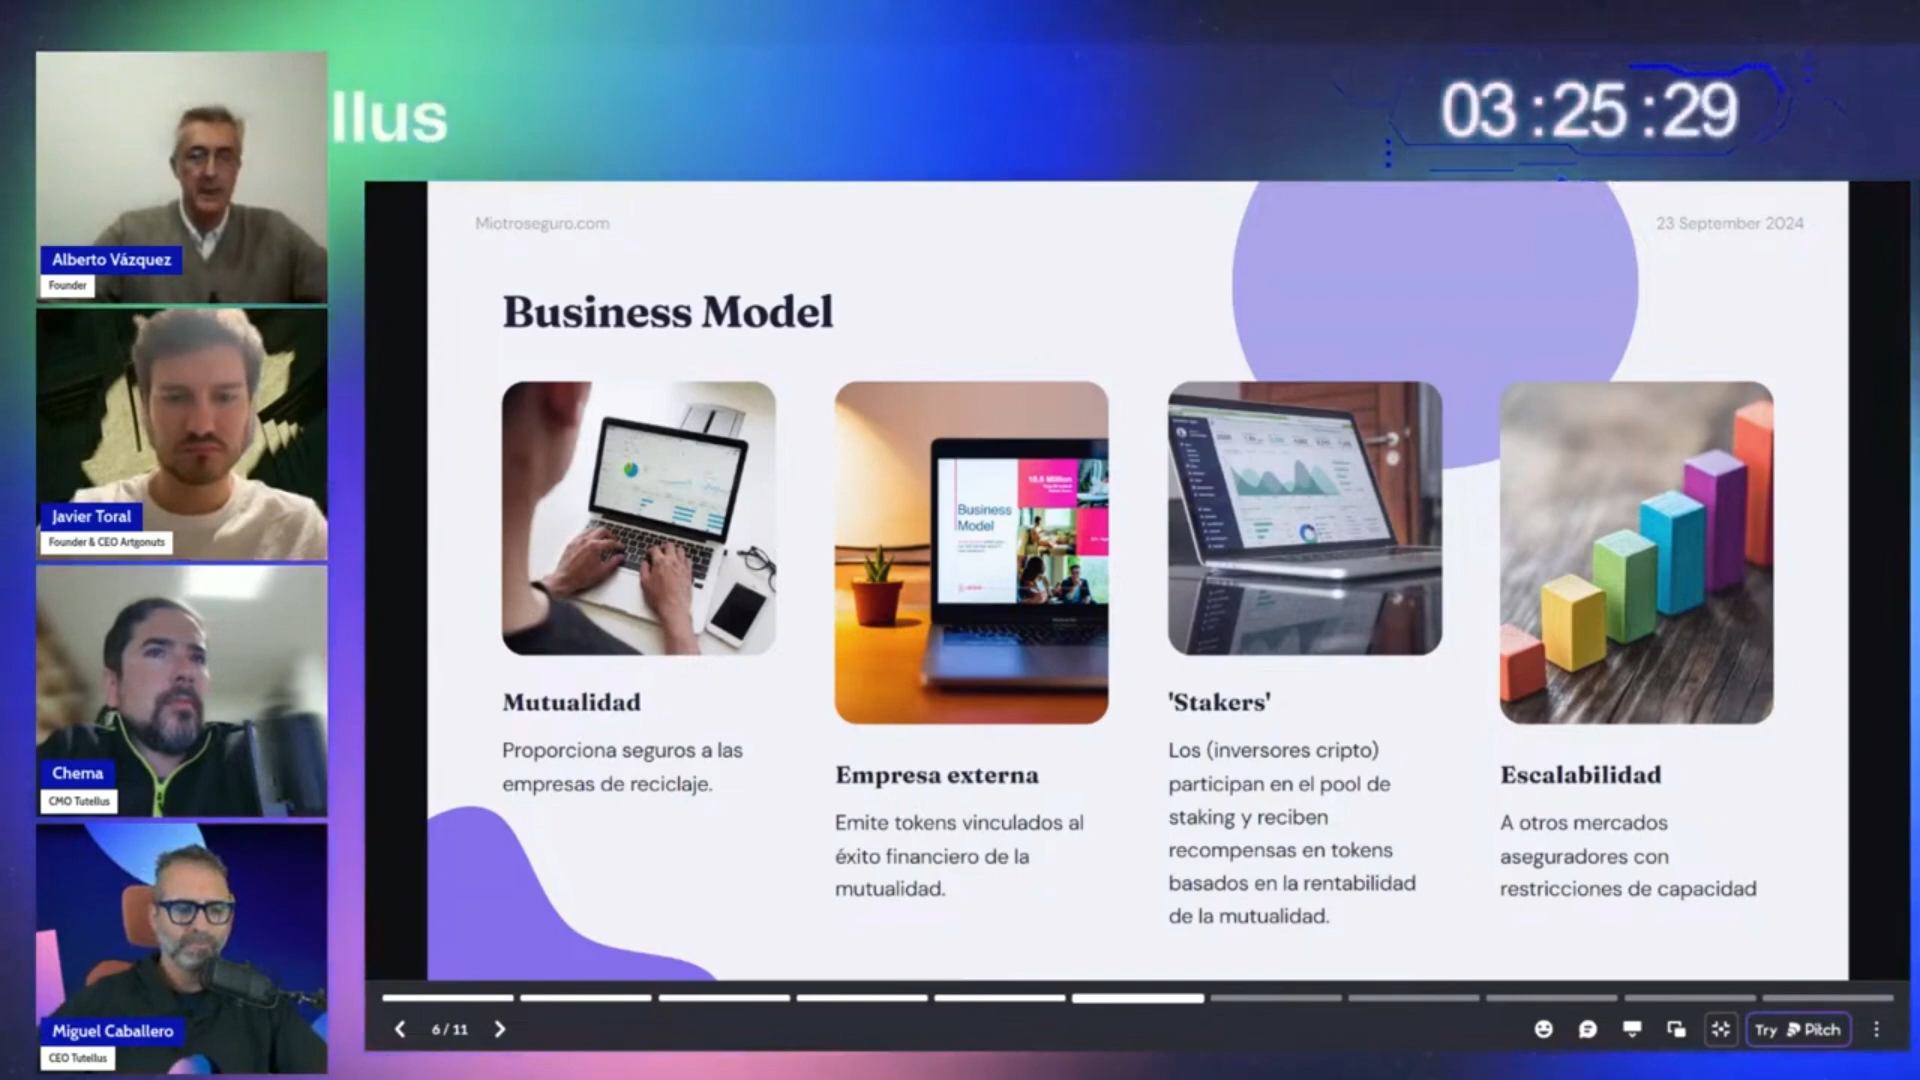 llus
03:25:29
Alberto Vázquez
Founder
Javier Toral
Founder & CEO Artgonuts
Chema
CMO Tutellus
Miguel Caballero
CEO Tutellus
Miotroseguro.com
23 September 2024
Business Model
Business
Model
10.5 Million
Mutualidad
Proporciona seguros a las
empresas de reciclaje.
Empresa externa
Emite tokens vinculados al
éxito financiero de la
mutualidad.
'Stakers'
Los (inversores cripto)
participan en el pool de
staking y reciben
recompensas en tokens
basados en la rentabilidad
de la mutualidad.
Escalabilidad
A otros mercados
aseguradores con
restricciones de capacidad
6 / 11
Try Pitch